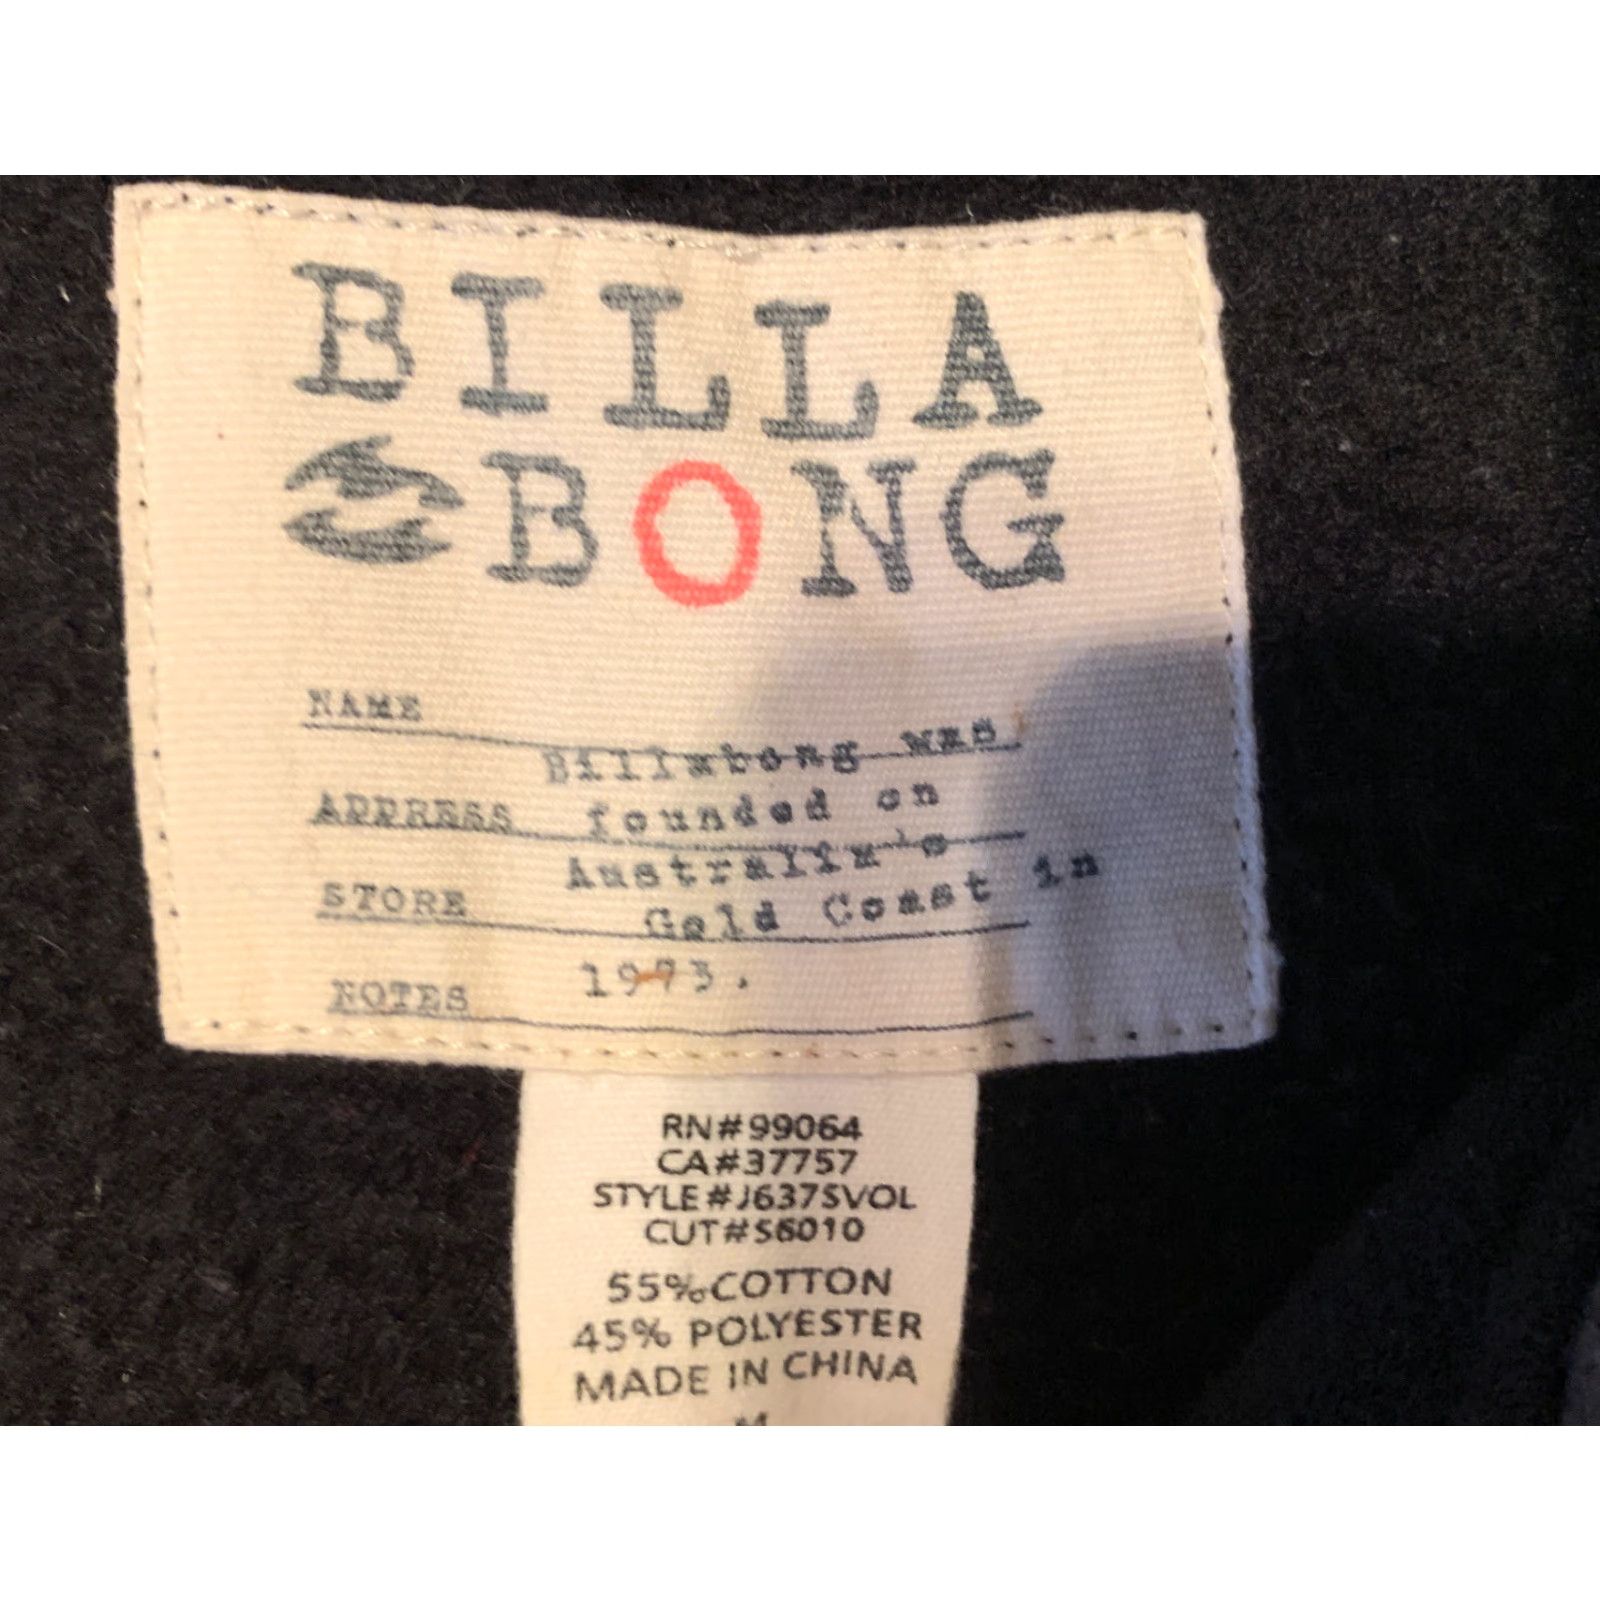 BILLA
BONG
NAME
Billabong was
ADDRESS founded on
Australia's
STORE Gold Coast in
NOTES 1973.
RN#99064
CA#37757
STYLE#J637SVOL
CUT#S6010
55%COTTON
45% POLYESTER
MADE IN CHINA
M